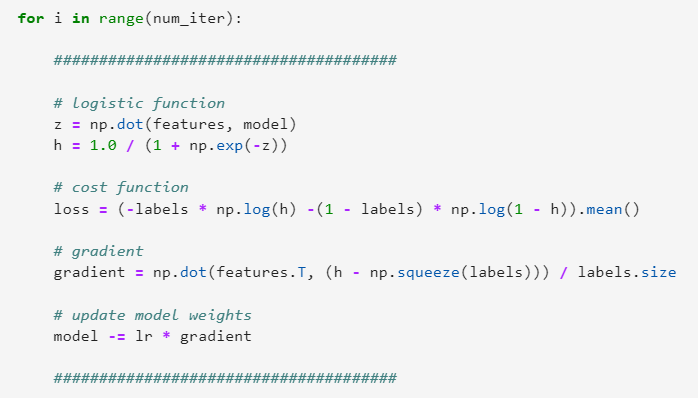 for i in range(num_iter):
######################################
# logistic function
z = np.dot(features, model)
h = 1.0 / (1 + np.exp(-z))
# cost function
loss = (-labels * np.log(h) -(1 - labels) * np.log(1 - h)).mean()
# gradient
gradient = np.dot(features.T, (h - np.squeeze(labels))) / labels.size
# update model weights
model -= lr * gradient
######################################